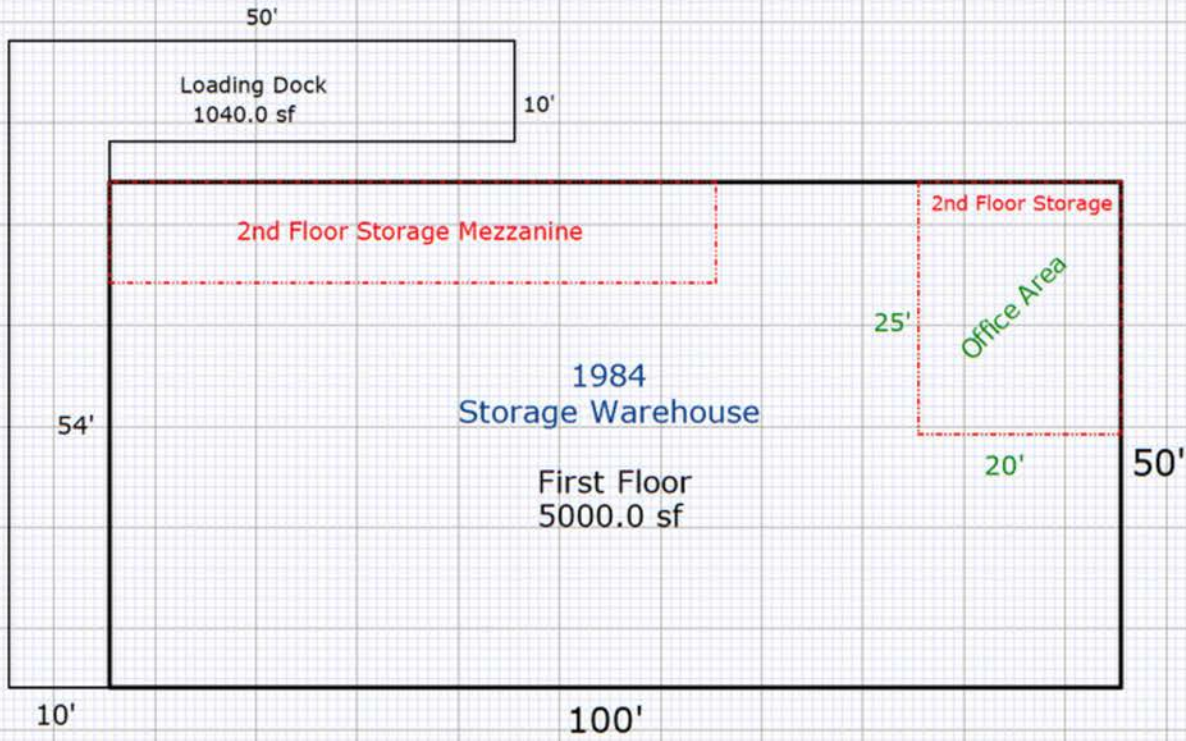 50'
Loading Dock
1040.0 sf
10'
2nd Floor Storage
2nd Floor Storage Mezzanine
Office Area
25'
1984
Storage Warehouse
54'
20'
50'
First Floor
5000.0 sf
10'
100'